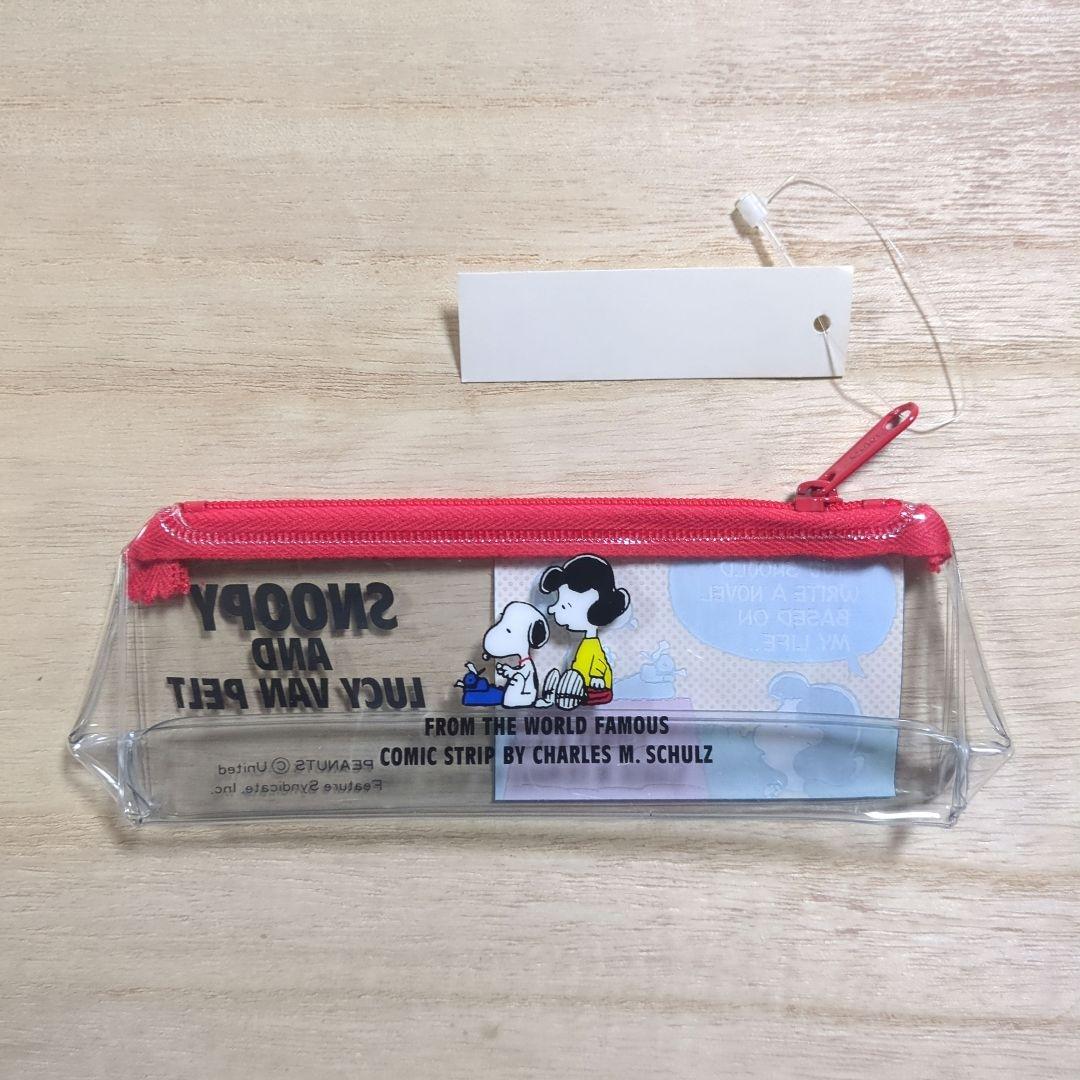 SNOOPY
AND
LUCY VAN PELT
SHOULD
WRITE A NOVEL
BASED ON
MY LIFE...
FROM THE WORLD FAMOUS
COMIC STRIP BY CHARLES M. SCHULZ
PEANUTS © United
Feature Syndicate, Inc.